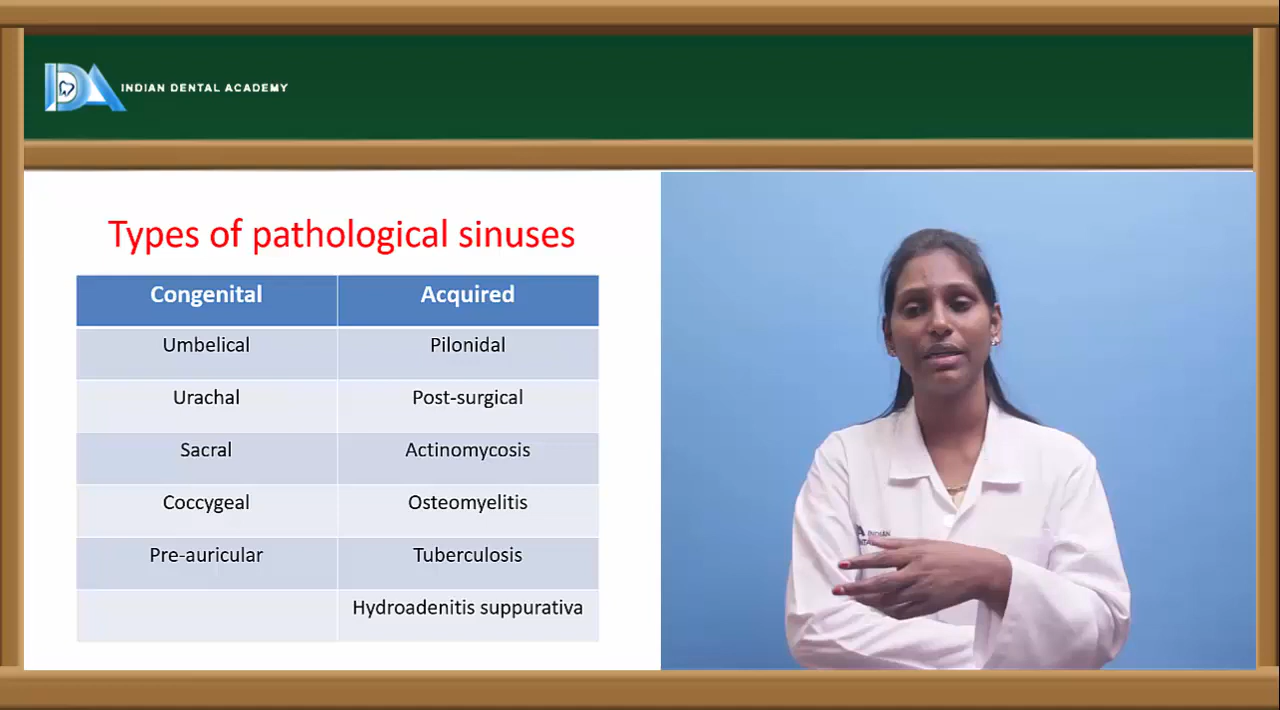 INDIAN DENTAL ACADEMY
Types of pathological sinuses
Congenital Acquired
Umbelical Pilonidal
Urachal Post-surgical
Sacral Actinomycosis
Coccygeal Osteomyelitis
Pre-auricular Tuberculosis
Hydroadenitis suppurativa
INDIAN